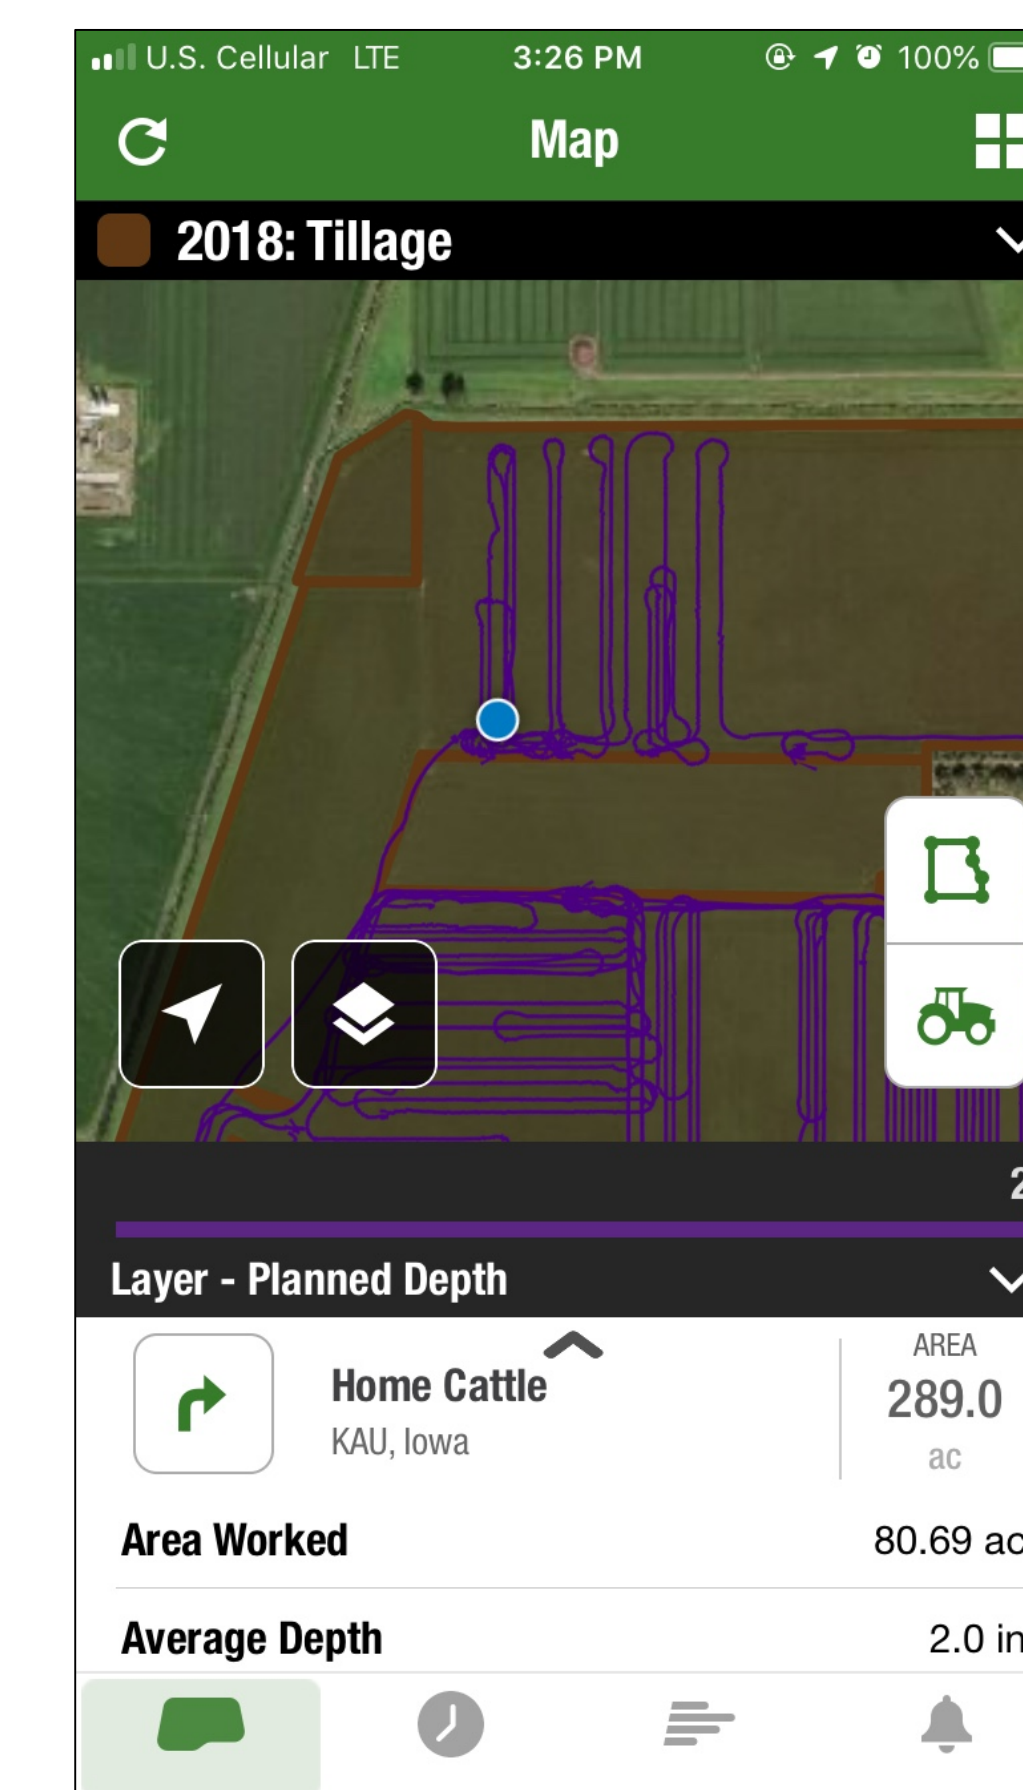 U.S. Cellular LTE 3:26 PM 100%
Map
2018: Tillage
2
Layer - Planned Depth
Home Cattle
KAU, Iowa
AREA
289.0
ac
Area Worked 80.69 ac
Average Depth 2.0 in